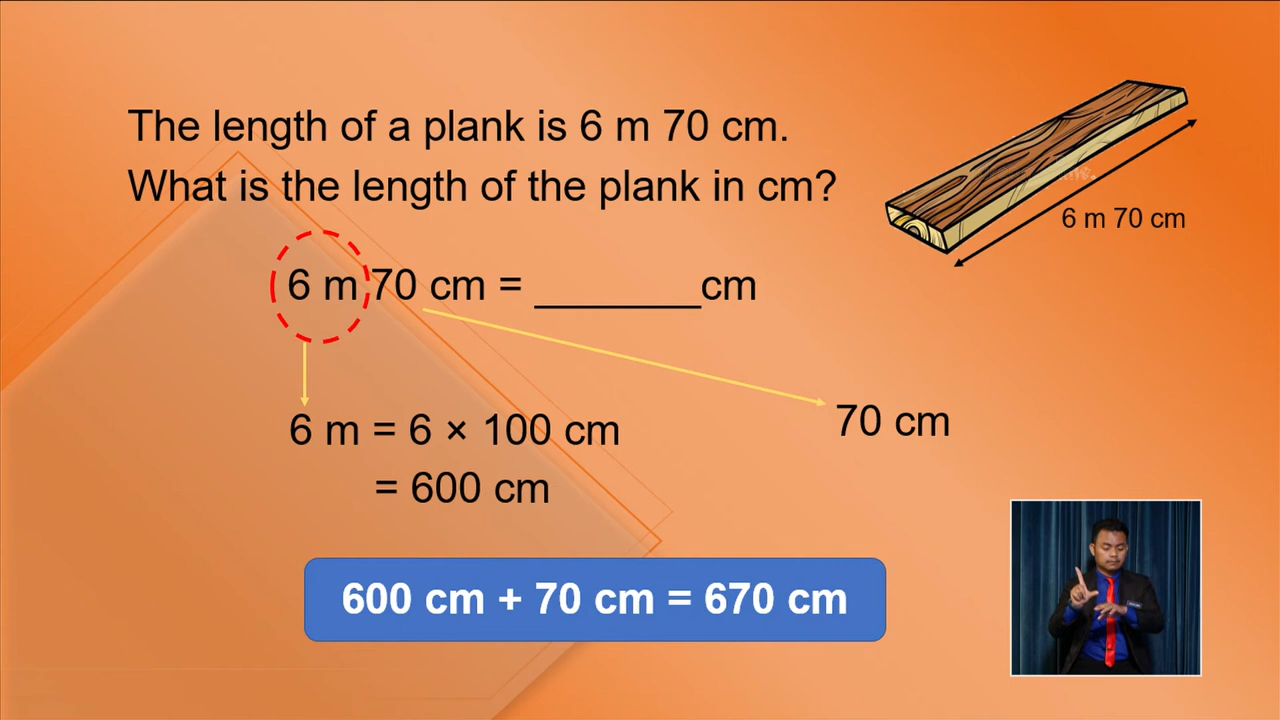 The length of a plank is 6 m 70 cm.
What is the length of the plank in cm?
6 m 70 cm
6 m 70 cm = _______cm
6 m = 6 × 100 cm
70 cm
= 600 cm
600 cm + 70 cm = 670 cm